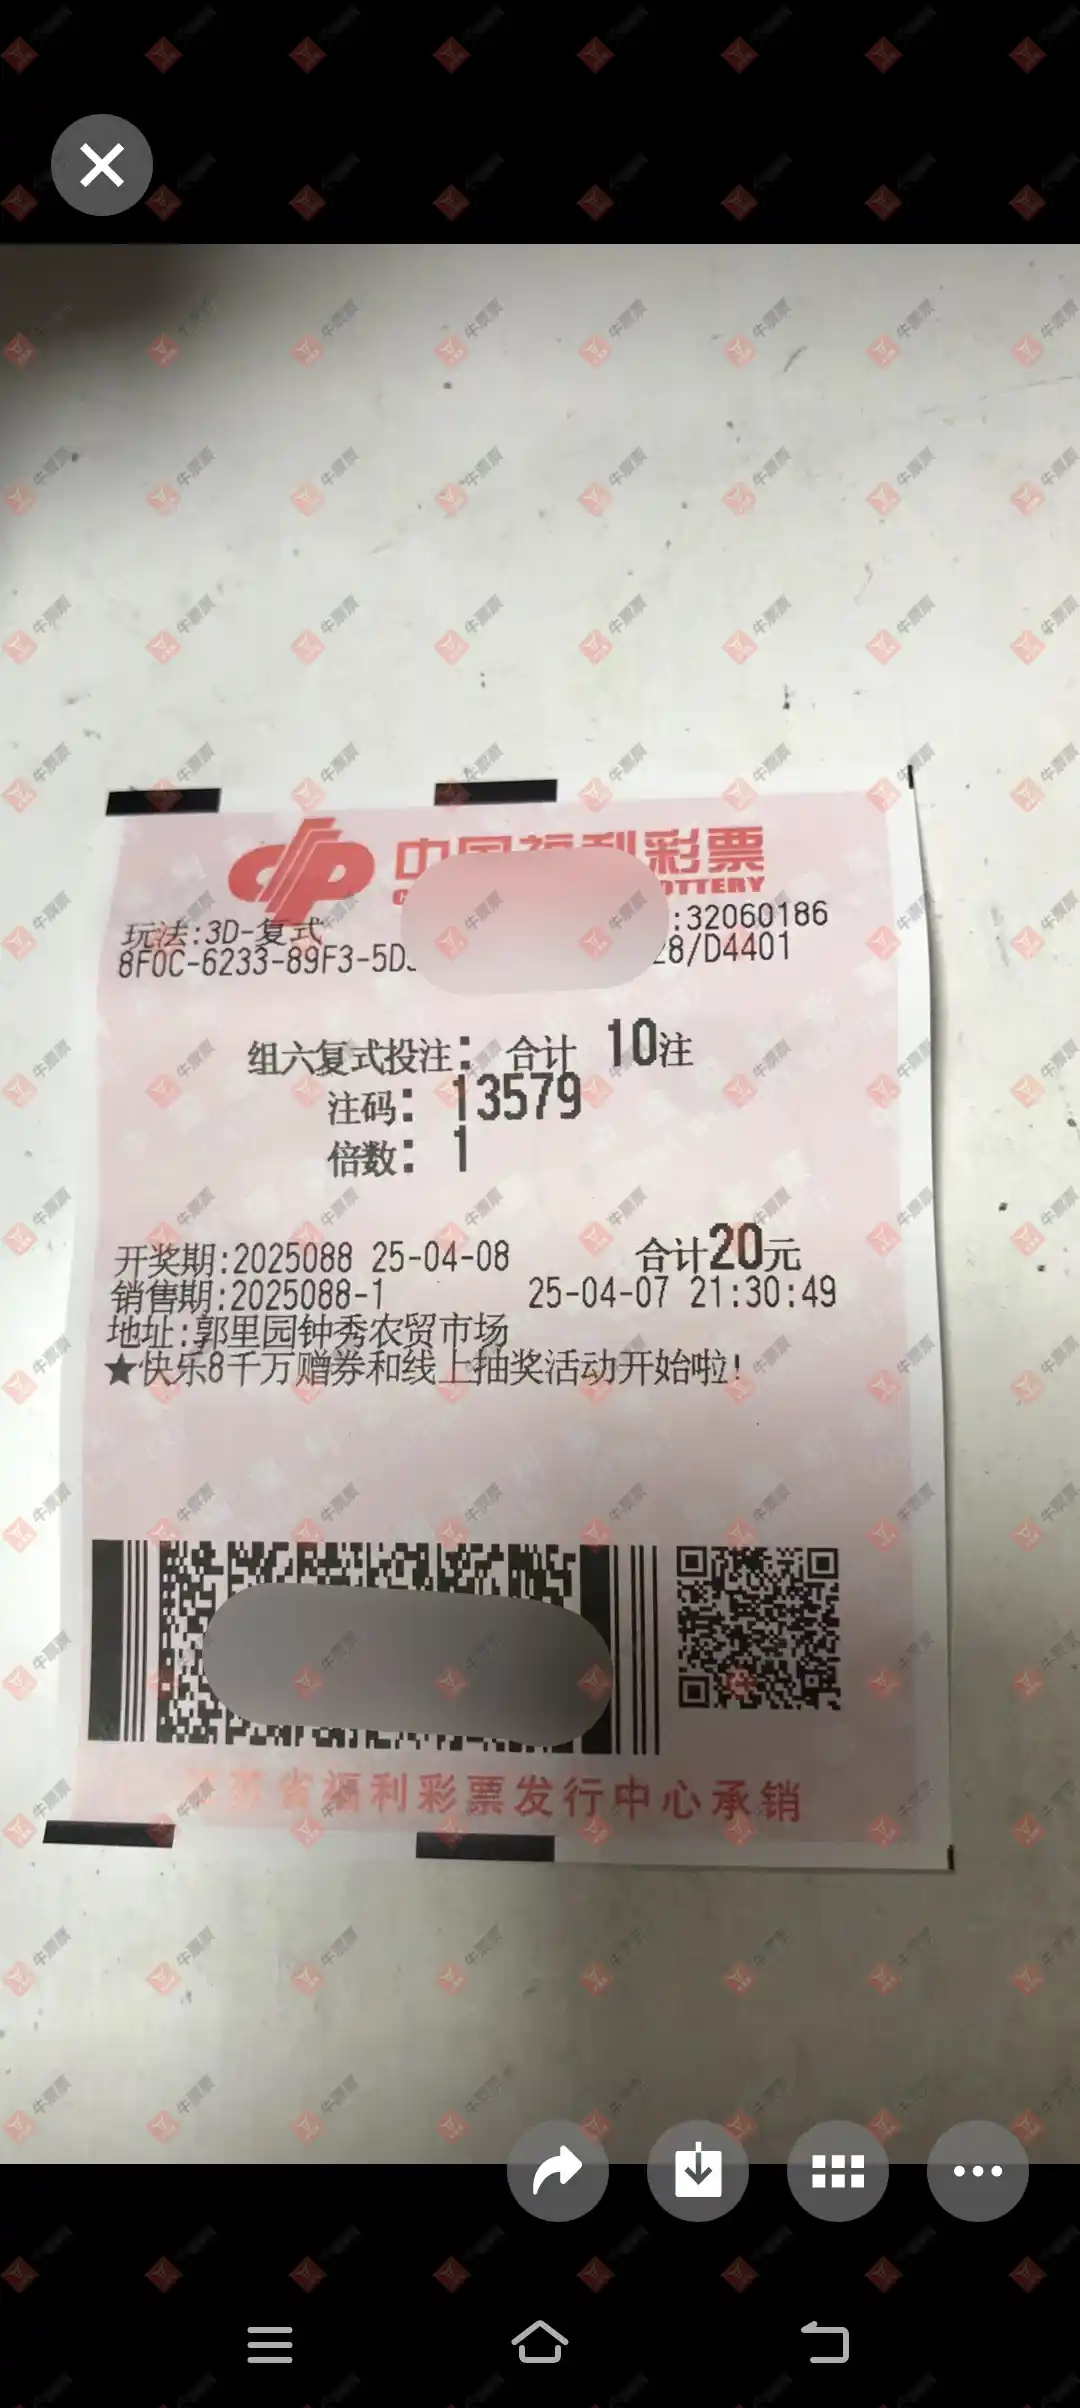 中国福利彩票
玩法:3D-复式
:32060186
8F0C-6233-89F3-5D
28/D4401
组六复式投注: 合计 10注
注码: 13579
倍数: 1
开奖期:2025088 25-04-08 合计20元
销售期:2025088-1 25-04-07 21:30:49
地址:郭里园钟秀农贸市场
★快乐8千万赠券和线上抽奖活动开始啦!
苏省福利彩票发行中心承销
牛票票